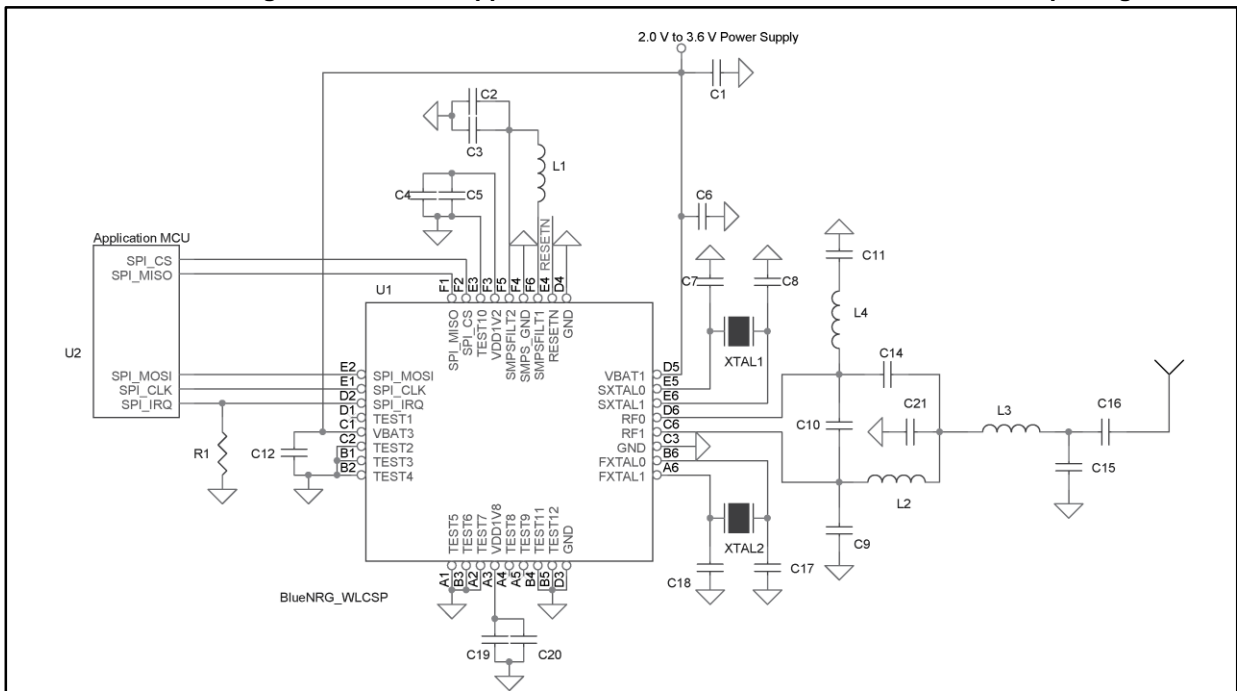 2.0 V to 3.6 V Power Supply
C1
C2
C3
L1
C4
C5
C6
RESETN
Application MCU
SPI_CS
SPI_MISO
U2
SPI_MOSI
SPI_CLK
SPI_IRQ
R1
C12
U1
F1
F2
E3
F3
F5
F4
F6
E4
D4
SPI_MISO
SPI_CS
TEST10
VDD1V2
SMPSFILT2
SMPS_GND
SMPSFILT1
RESETN
GND
E2
E1
D2
D1
C1
C2
B1
B2
SPI_MOSI
SPI_CLK
SPI_IRQ
TEST1
VBAT3
TEST2
TEST3
TEST4
VBAT1
SXTAL0
SXTAL1
RF0
RF1
GND
FXTAL0
FXTAL1
D5
E5
E6
D6
C6
C3
B6
A6
TEST5
TEST6
TEST7
VDD1V8
TEST8
TEST9
TEST11
TEST12
GND
A1
B3
A2
A3
A4
A5
B4
B5
D3
BlueNRG_WLCSP
C19
C20
C7
C8
XTAL1
XTAL2
C18
C17
C11
L4
C14
C10
C21
L2
C9
L3
C16
C15